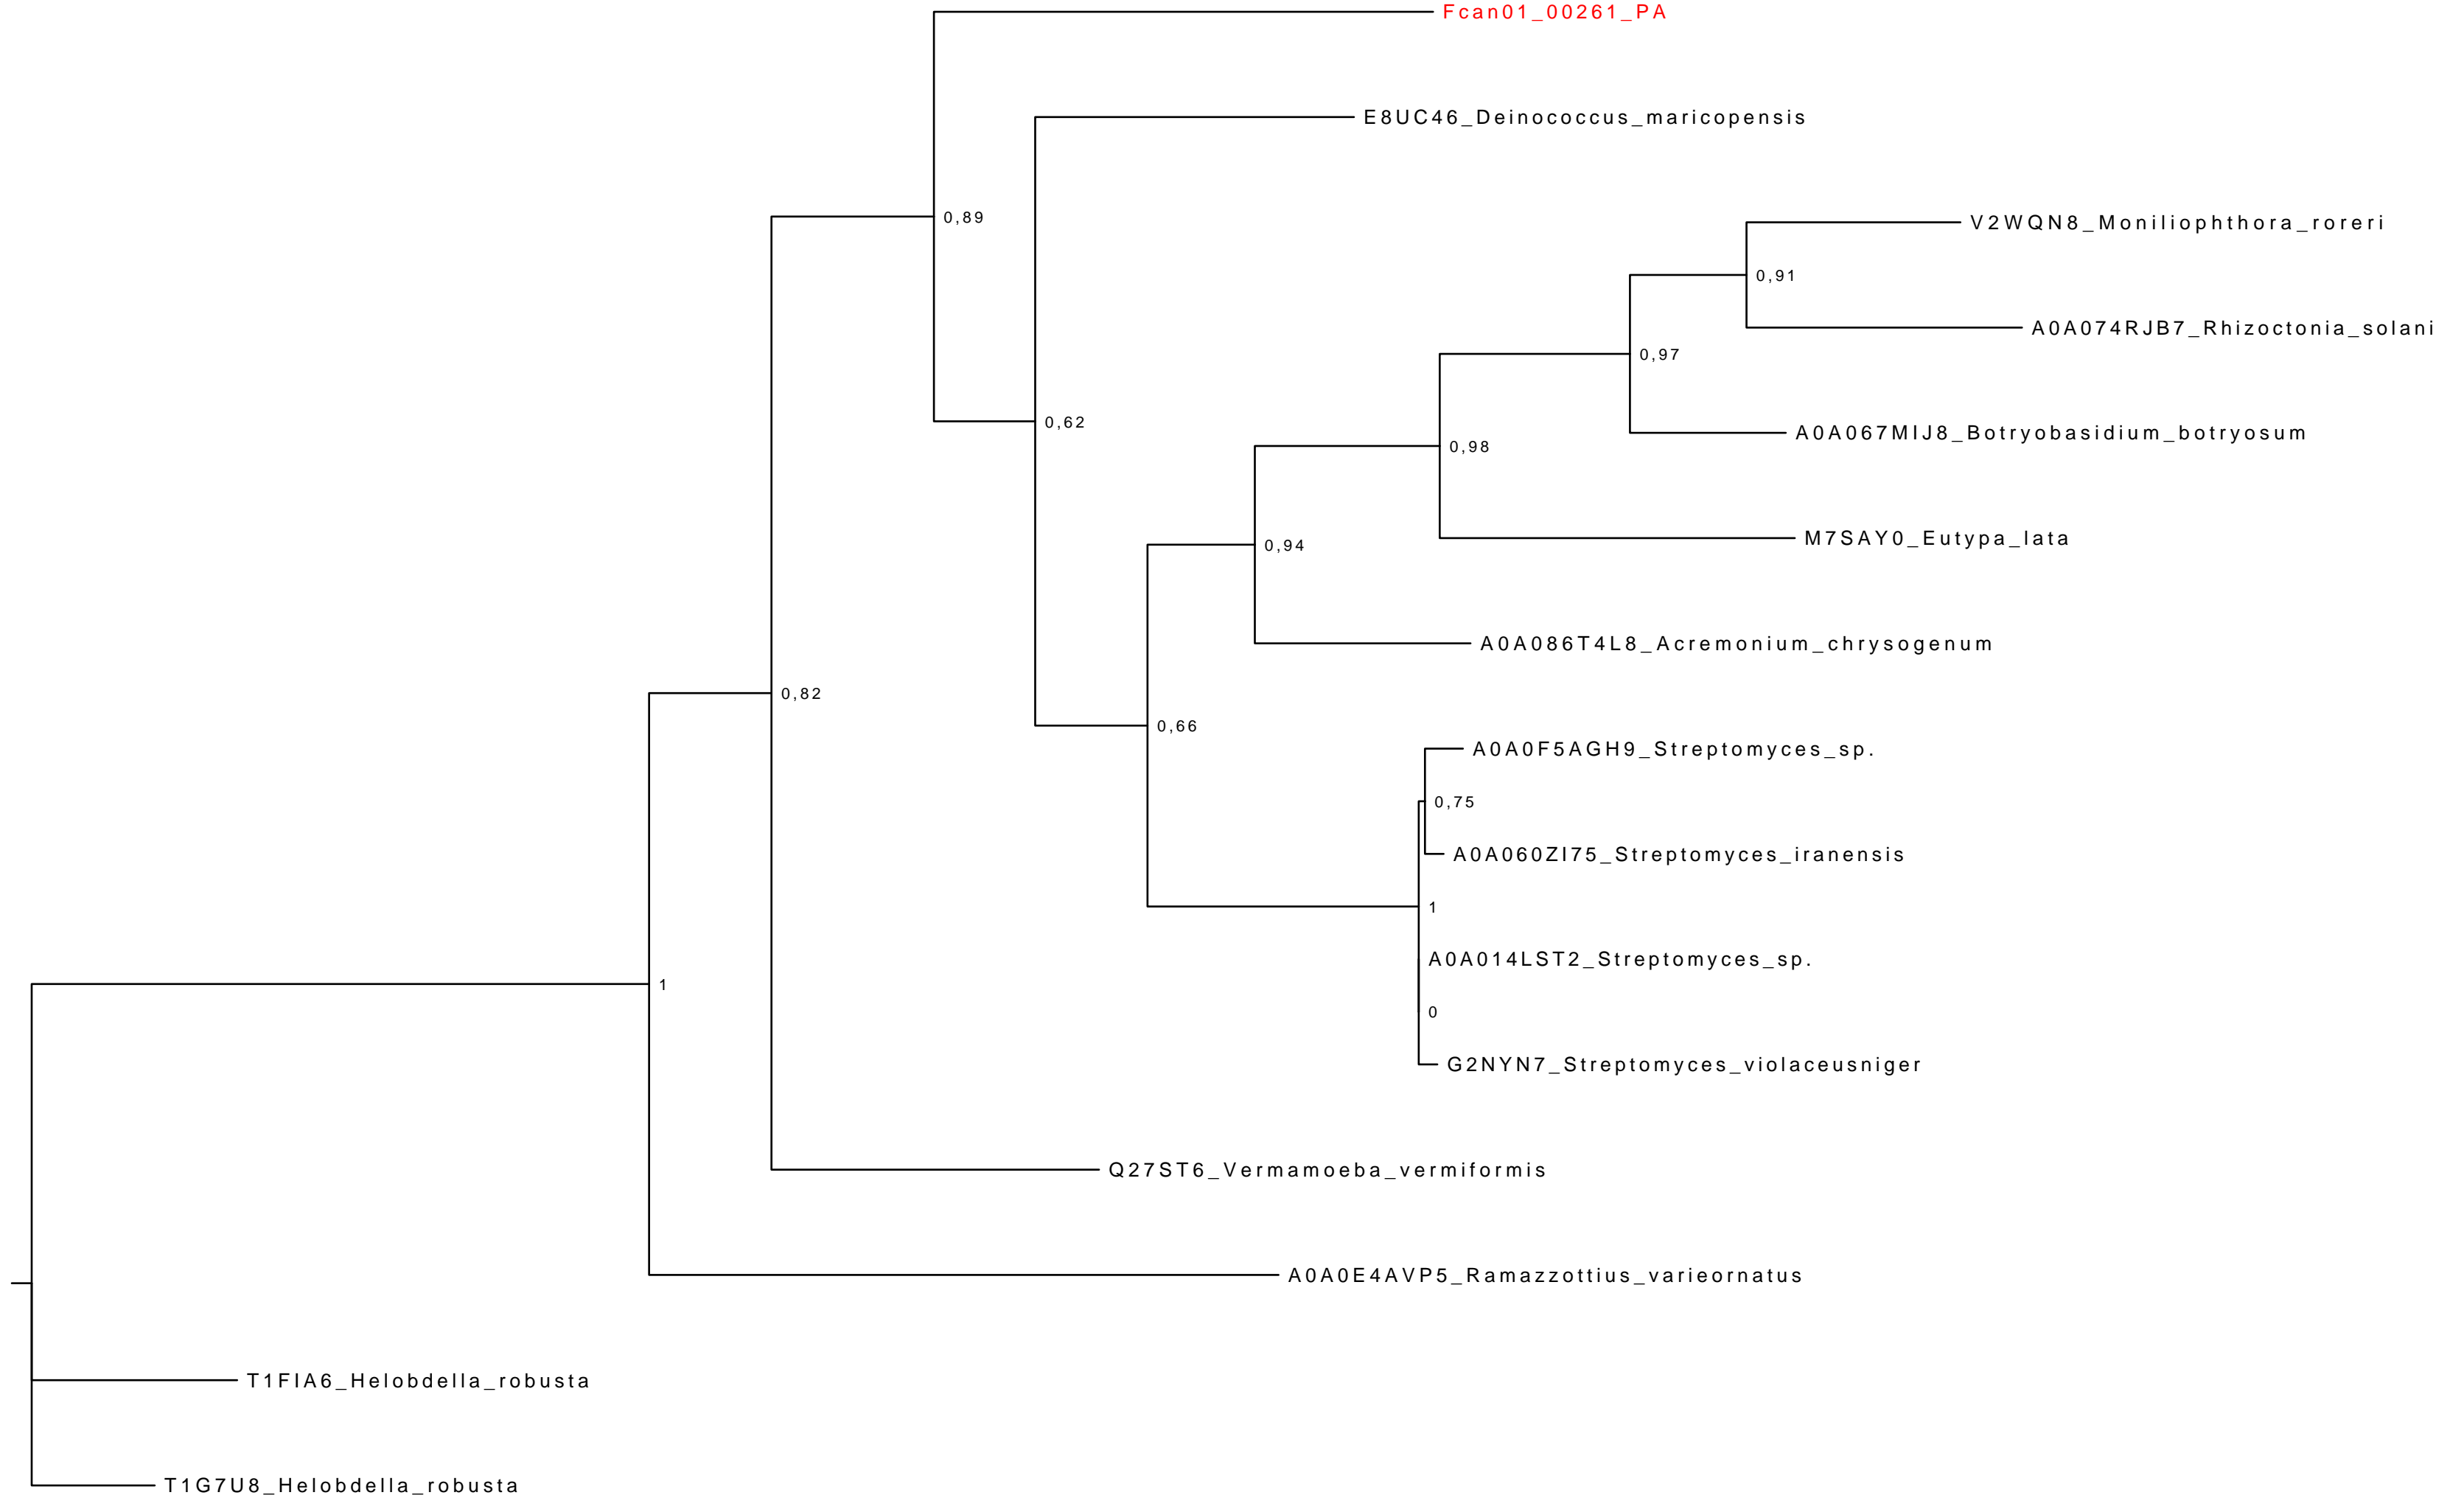 Fcan01_00261_PA
E8UC46_Deinococcus_maricopensis
0,89
V2WQN8_Moniliophthora_roreri
0,91
A0A074RJB7_Rhizoctonia_solani
0,97
0,62
A0A067MIJ8_Botryobasidium_botryosum
0,98
M7SAY0_Eutypa_lata
0,94
A0A086T4L8_Acremonium_chrysogenum
0,82
0,66
A0A0F5AGH9_Streptomyces_sp.
0,75
A0A060ZI75_Streptomyces_iranensis
1
A0A014LST2_Streptomyces_sp.
1
0
G2NYN7_Streptomyces_violaceusniger
Q27ST6_Vermamoeba_vermiformis
A0A0E4AVP5_Ramazzottius_varieornatus
T1FIA6_Helobdella_robusta
T1G7U8_Helobdella_robusta